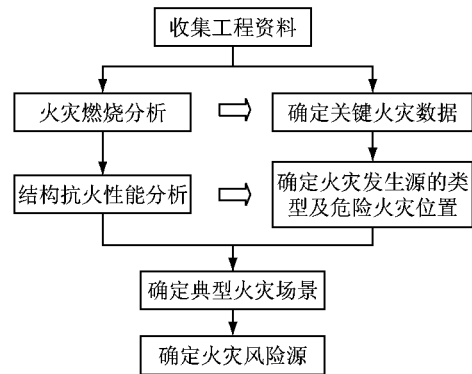 收集工程资料
火灾燃烧分析
确定关键火灾数据
结构抗火性能分析
确定火灾发生源的类
型及危险火灾位置
确定典型火灾场景
确定火灾风险源